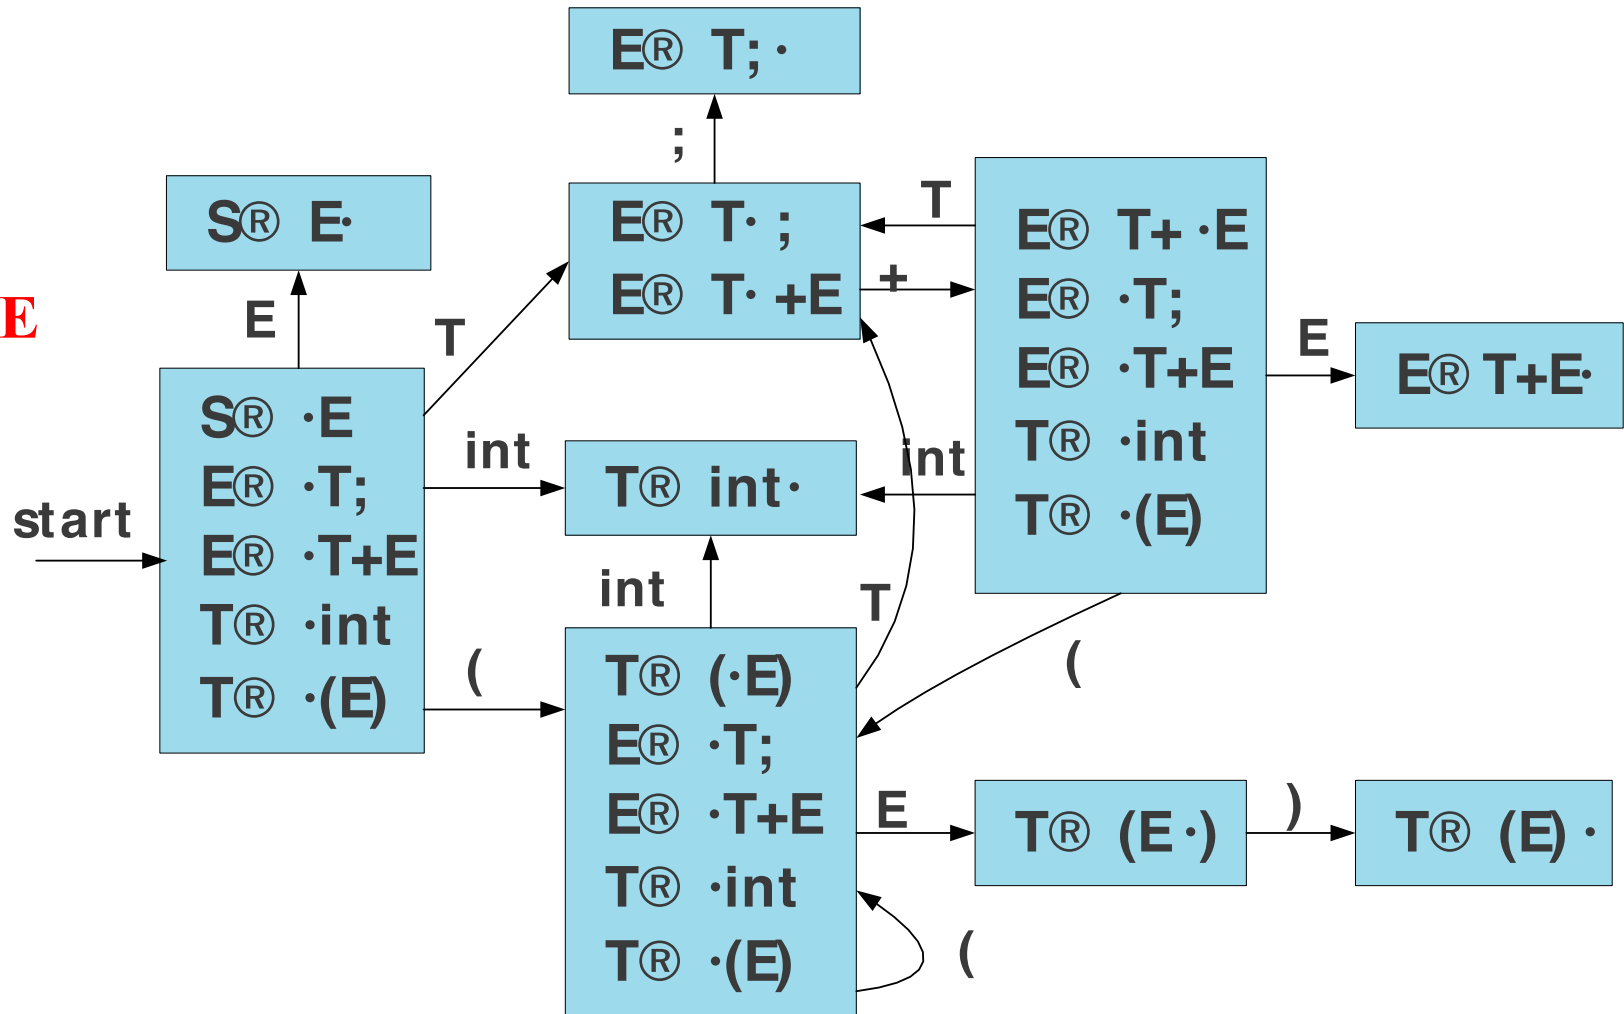 E® T; ·
;
S® E·
E® T· ;
E® T· +E
T
+
E® T+ ·E
E® ·T;
E® ·T+E
T® ·int
T® ·(E)
E
E
T
E
E® T+E·
S® ·E
E® ·T;
E® ·T+E
T® ·int
T® ·(E)
start
int
T® int·
int
int
T
(
(
T® (·E)
E® ·T;
E® ·T+E
T® ·int
T® ·(E)
E
T® (E·)
)
T® (E) ·
(